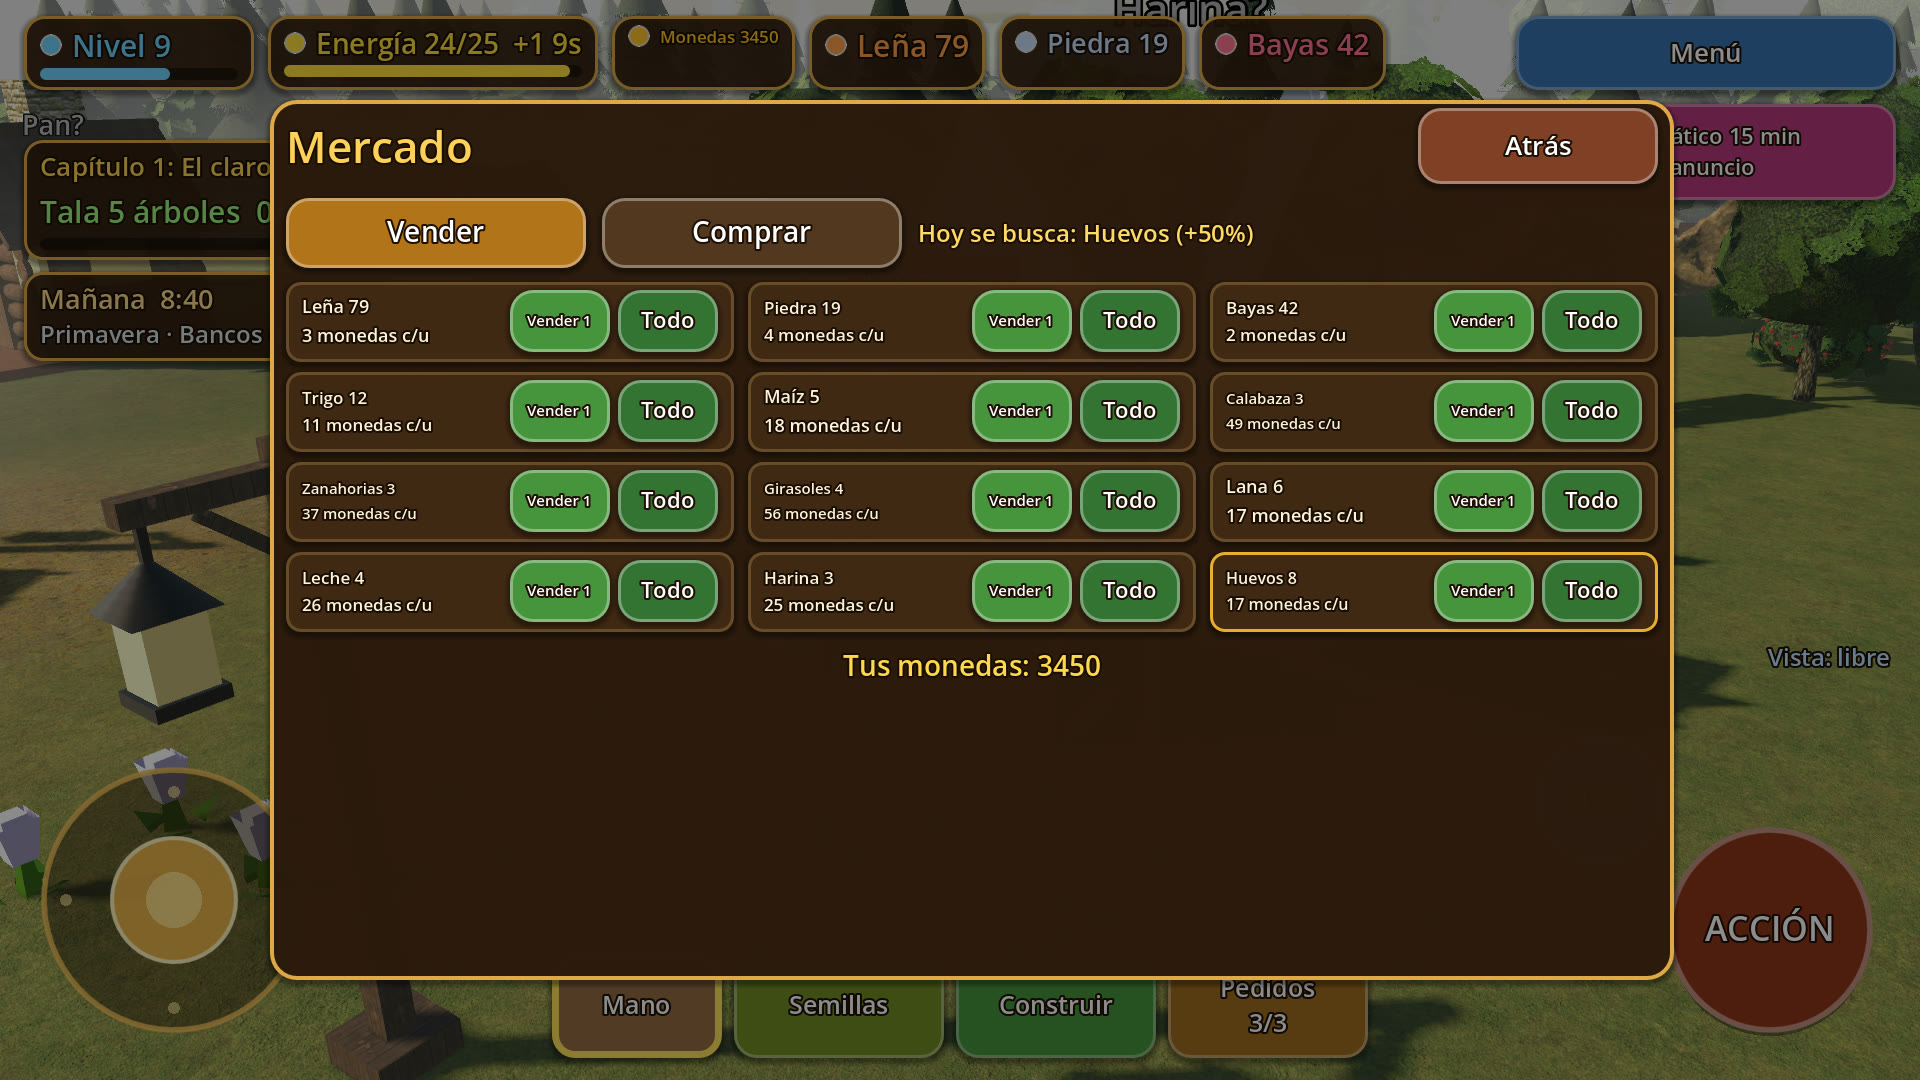 Harina?
Nivel 9
Energía 24/25 +1 9s
Monedas 3450
Leña 79
Piedra 19
Bayas 42
Menú
Pan?
Capítulo 1: El claro
Tala 5 árboles 0
Mañana 8:40
Primavera · Bancos
ático 15 min
anuncio
Mercado
Atrás
Vender
Comprar
Hoy se busca: Huevos (+50%)
Leña 79
3 monedas c/u
Vender 1
Todo
Piedra 19
4 monedas c/u
Vender 1
Todo
Bayas 42
2 monedas c/u
Vender 1
Todo
Trigo 12
11 monedas c/u
Vender 1
Todo
Maíz 5
18 monedas c/u
Vender 1
Todo
Calabaza 3
49 monedas c/u
Vender 1
Todo
Zanahorias 3
37 monedas c/u
Vender 1
Todo
Girasoles 4
56 monedas c/u
Vender 1
Todo
Lana 6
17 monedas c/u
Vender 1
Todo
Leche 4
26 monedas c/u
Vender 1
Todo
Harina 3
25 monedas c/u
Vender 1
Todo
Huevos 8
17 monedas c/u
Vender 1
Todo
Tus monedas: 3450
Vista: libre
ACCIÓN
Mano
Semillas
Construir
Pedidos
3/3